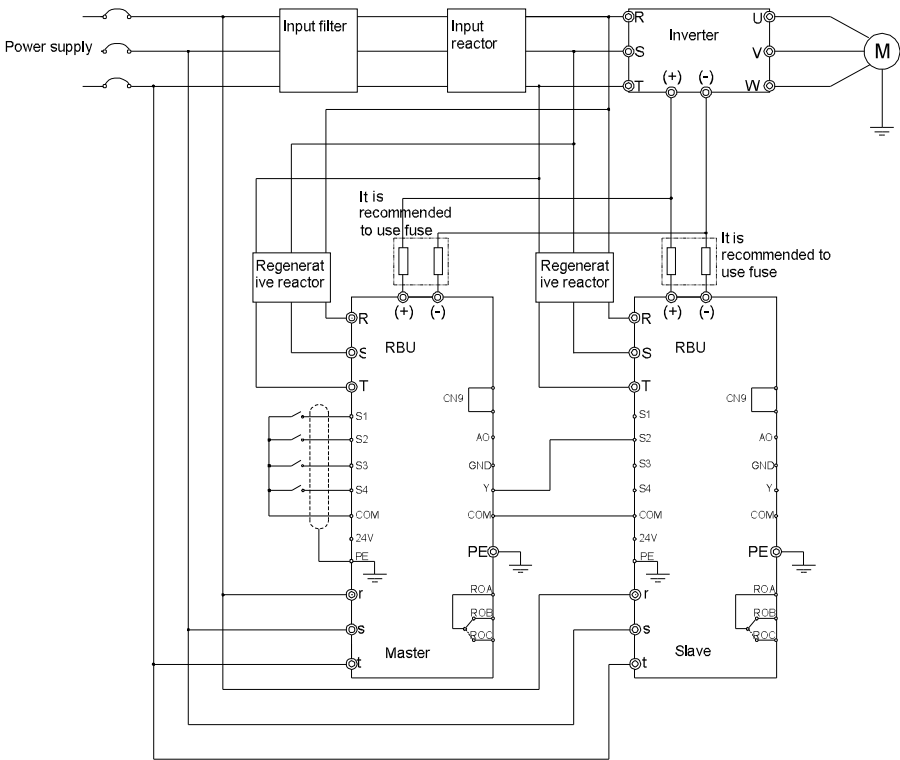 Power supply
Input filter
Input
reactor
R
S
T
Inverter
(+)
(-)
U
V
W
M
It is
recommended
to use fuse
It is
recommended to
use fuse
Regenerat
ive reactor
(+)
(-)
R
S
T
RBU
S1
S2
S3
S4
COM
24V
PE
r
s
t
CN9
AO
GND
Y
COM
PE
ROA
ROB
ROC
Master
Regenerat
ive reactor
(+)
(-)
R
S
T
RBU
S1
S2
S3
S4
COM
24V
PE
r
s
t
CN9
AO
GND
Y
COM
PE
ROA
ROB
ROC
Slave